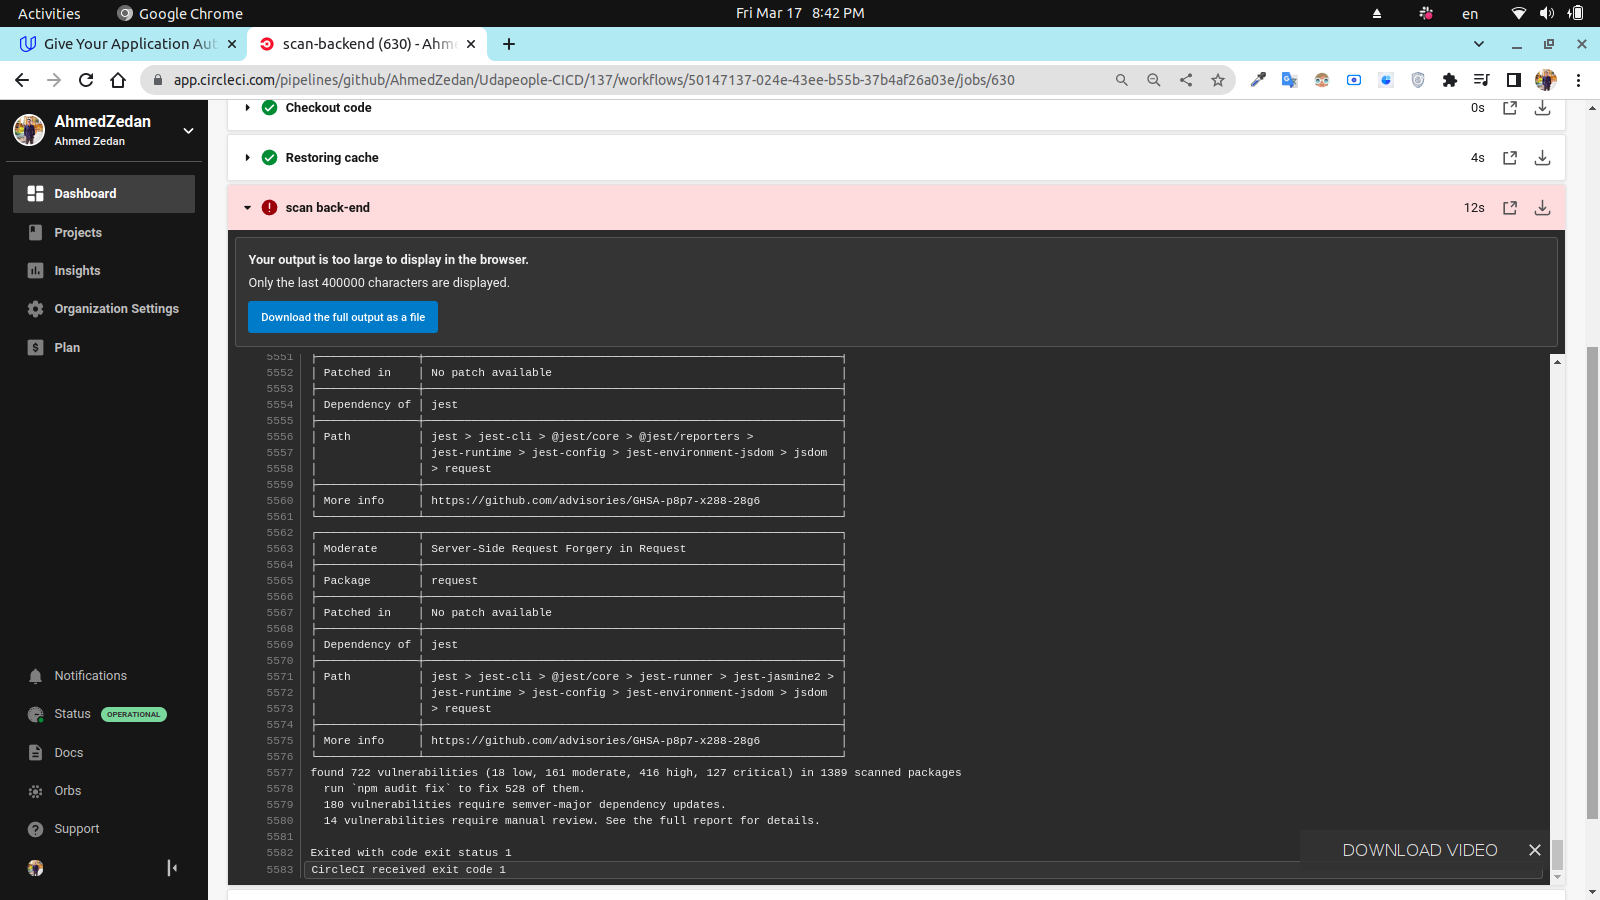 Activities
Google Chrome
Fri Mar 17 8:42 PM
en
Give Your Application Aut
scan-backend (630) - Ahme
app.circleci.com/pipelines/github/AhmedZedan/Udapeople-CICD/137/workflows/50147137-024e-43ee-b55b-37b4af26a03e/jobs/630
AhmedZedan
Ahmed Zedan
Dashboard
Projects
Insights
Organization Settings
Plan
Notifications
Status OPERATIONAL
Docs
Orbs
Support
Checkout code 0s
Restoring cache 4s
scan back-end 12s
Your output is too large to display in the browser.
Only the last 400000 characters are displayed.
Download the full output as a file
5551
5552 Patched in No patch available
5553
5554 Dependency of jest
5555
5556 Path jest > jest-cli > @jest/core > @jest/reporters >
5557 jest-runtime > jest-config > jest-environment-jsdom > jsdom
5558 > request
5559
5560 More info https://github.com/advisories/GHSA-p8p7-x288-28g6
5561
5562
5563 Moderate Server-Side Request Forgery in Request
5564
5565 Package request
5566
5567 Patched in No patch available
5568
5569 Dependency of jest
5570
5571 Path jest > jest-cli > @jest/core > jest-runner > jest-jasmine2 >
5572 jest-runtime > jest-config > jest-environment-jsdom > jsdom
5573 > request
5574
5575 More info https://github.com/advisories/GHSA-p8p7-x288-28g6
5576
5577 found 722 vulnerabilities (18 low, 161 moderate, 416 high, 127 critical) in 1389 scanned packages
5578 run `npm audit fix` to fix 528 of them.
5579 180 vulnerabilities require semver-major dependency updates.
5580 14 vulnerabilities require manual review. See the full report for details.
5581
5582 Exited with code exit status 1
5583 CircleCI received exit code 1
DOWNLOAD VIDEO